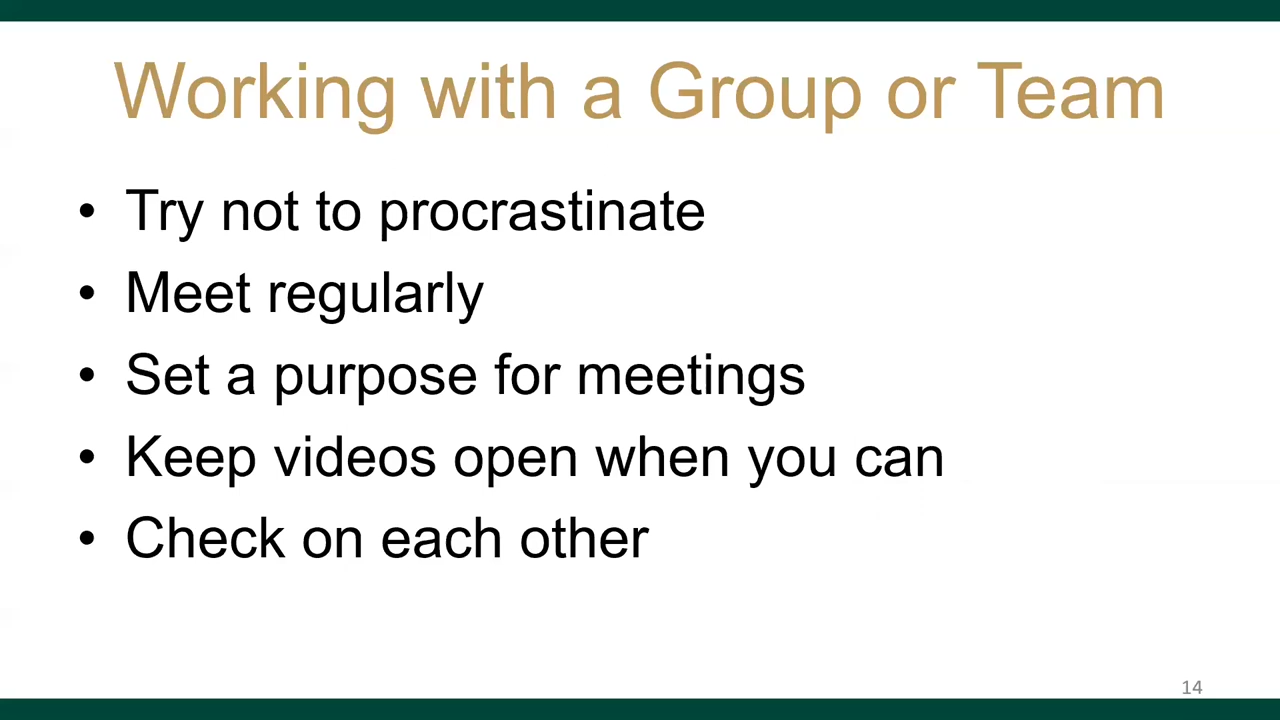 Working with a Group or Team
• Try not to procrastinate
• Meet regularly
• Set a purpose for meetings
• Keep videos open when you can
• Check on each other
14